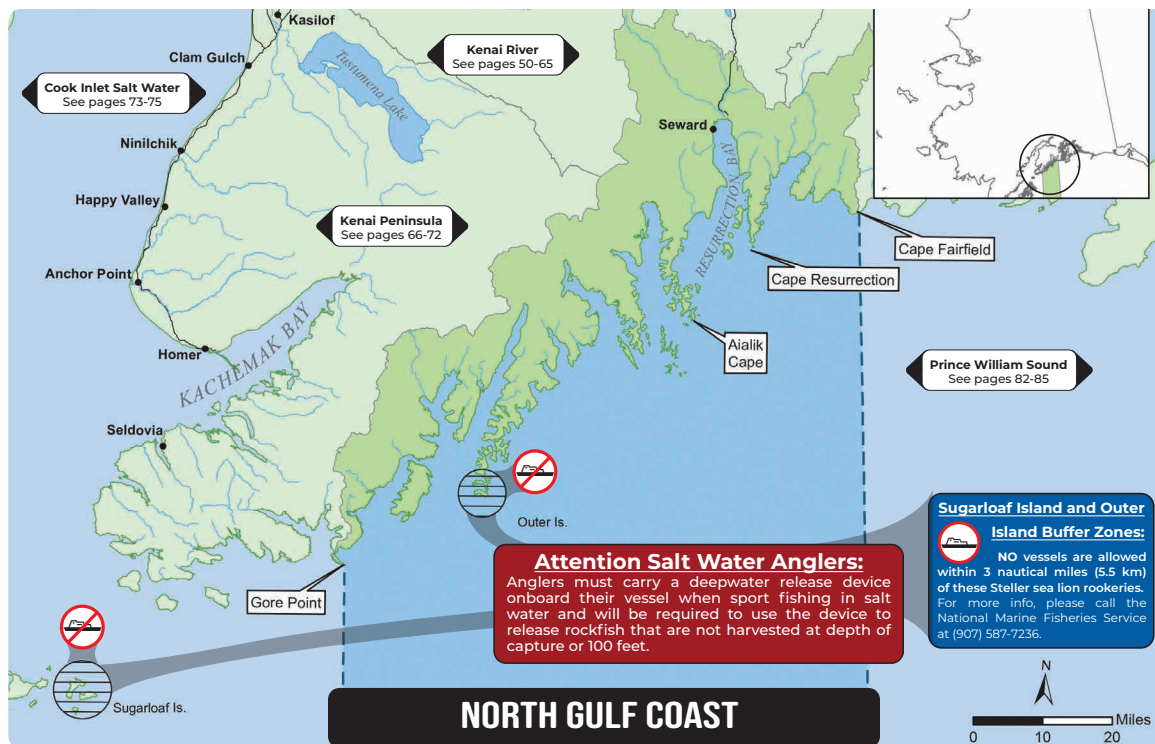 Kasilof
Clam Gulch
Tustumena Lake
Kenai River
See pages 50-65
Cook Inlet Salt Water
See pages 73-75
Seward
Ninilchik
RESURRECTION BAY
Happy Valley
Kenai Peninsula
See pages 66-72
Cape Fairfield
Cape Resurrection
Anchor Point
KACHEMAK BAY
Homer
Aialik
Cape
Prince William Sound
See pages 82-85
Seldovia
Outer Is.
Sugarloaf Island and Outer
Island Buffer Zones:
NO vessels are allowed
within 3 nautical miles (5.5 km)
of these Steller sea lion rookeries.
For more info, please call the
National Marine Fisheries Service
at (907) 587-7236.
Attention Salt Water Anglers:
Anglers must carry a deepwater release device
onboard their vessel when sport fishing in salt
water and will be required to use the device to
release rockfish that are not harvested at depth of
capture or 100 feet.
Gore Point
Sugarloaf Is.
NORTH GULF COAST
N
Miles
0 10 20